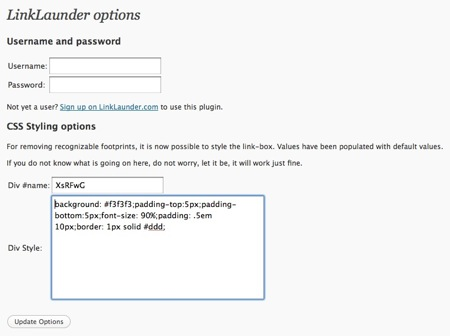 LinkLaunder options
Username and password
Username:
Password:
Not yet a user? Sign up on LinkLaunder.com to use this plugin.
CSS Styling options
For removing recognizable footprints, it is now possible to style the link-box. Values have been populated with default values.
If you do not know what is going on here, do not worry, let it be, it will work just fine.
Div #name: XsRFwG
background: #f3f3f3;padding-top:5px;padding-
bottom:5px;font-size: 90%;padding: .5em
10px;border: 1px solid #ddd;
Div Style:
Update Options